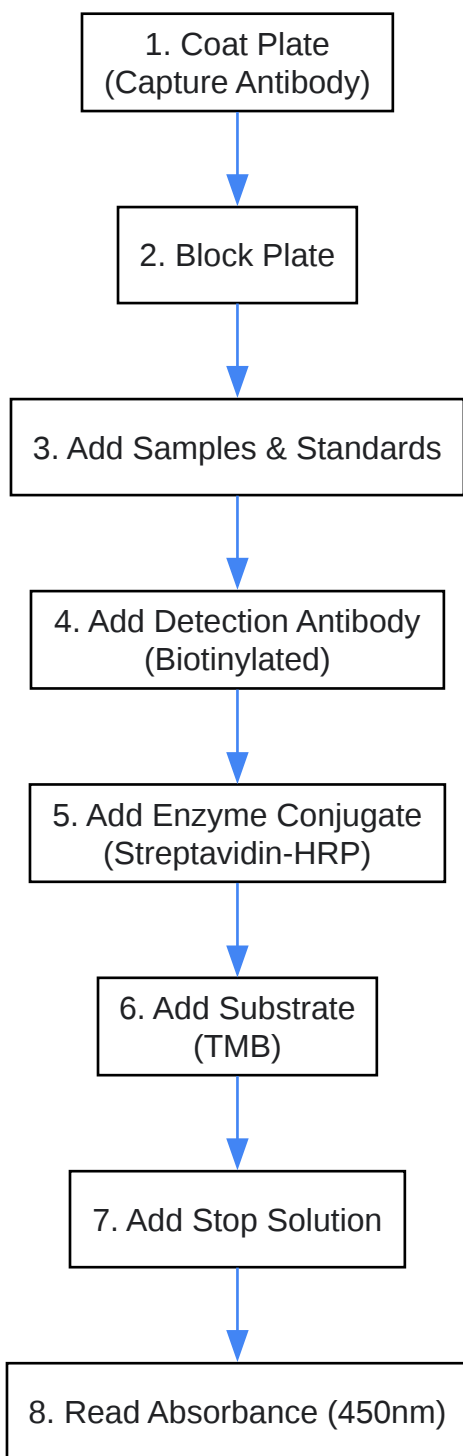 1. Coat Plate
(Capture Antibody)
2. Block Plate
3. Add Samples & Standards
4. Add Detection Antibody
(Biotinylated)
5. Add Enzyme Conjugate
(Streptavidin-HRP)
6. Add Substrate
(TMB)
7. Add Stop Solution
8. Read Absorbance (450nm)